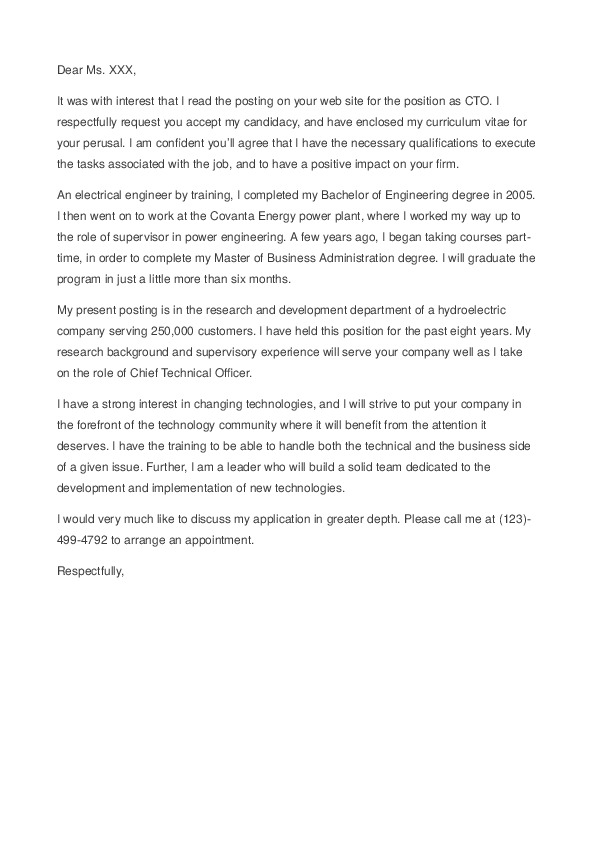 Dear Ms. XXX,
It was with interest that I read the posting on your web site for the position as CTO. I
respectfully request you accept my candidacy, and have enclosed my curriculum vitae for
your perusal. I am confident you’ll agree that I have the necessary qualifications to execute
the tasks associated with the job, and to have a positive impact on your firm.
An electrical engineer by training, I completed my Bachelor of Engineering degree in 2005.
I then went on to work at the Covanta Energy power plant, where I worked my way up to
the role of supervisor in power engineering. A few years ago, I began taking courses part-
time, in order to complete my Master of Business Administration degree. I will graduate the
program in just a little more than six months.
My present posting is in the research and development department of a hydroelectric
company serving 250,000 customers. I have held this position for the past eight years. My
research background and supervisory experience will serve your company well as I take
on the role of Chief Technical Officer.
I have a strong interest in changing technologies, and I will strive to put your company in
the forefront of the technology community where it will benefit from the attention it
deserves. I have the training to be able to handle both the technical and the business side
of a given issue. Further, I am a leader who will build a solid team dedicated to the
development and implementation of new technologies.
I would very much like to discuss my application in greater depth. Please call me at (123)-
499-4792 to arrange an appointment.
Respectfully,